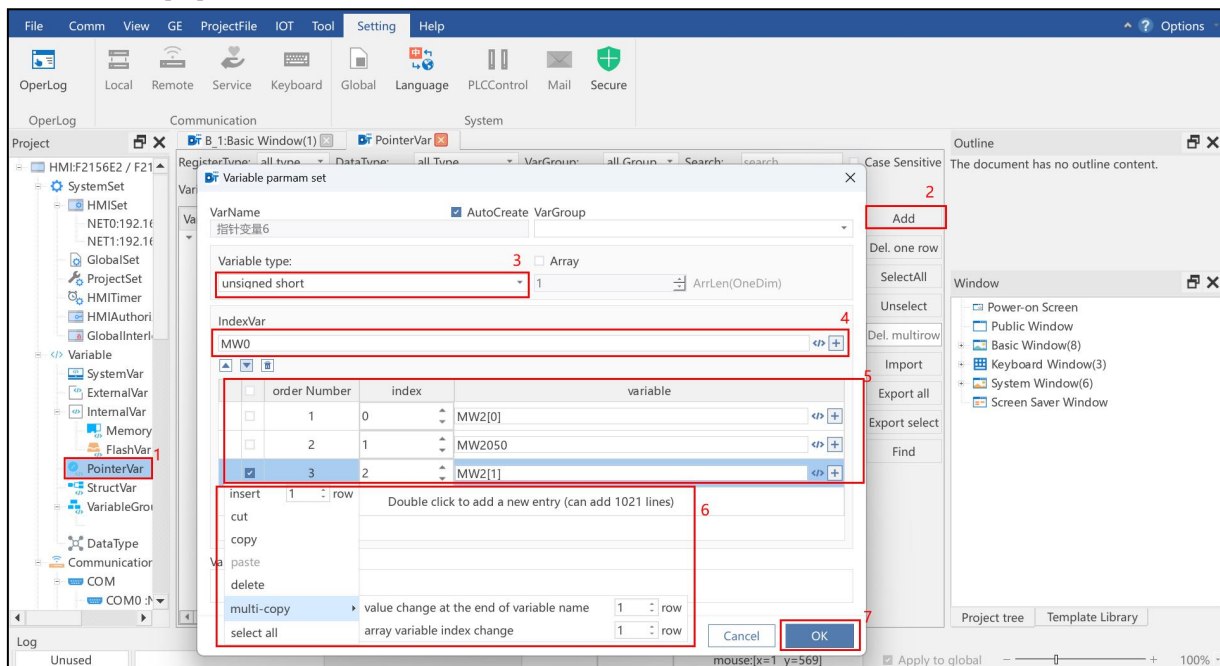 File Comm View GE ProjectFile IOT Tool Setting Help ? Options
OperLog Local Remote Service Keyboard Global Language PLCControl Mail Secure
OperLog Communication System
Project
B_1:Basic Window(1) PointerVar
RegisterType: all type DataType: all Type VarGroup: all Group Search: search Case Sensitive
HMI:F2156E2 / F21
SystemSet
HMISet
NET0:192.16
NET1:192.16
GlobalSet
ProjectSet
HMITimer
HMIAuthori
GlobalInterl
Variable
SystemVar
ExternalVar
InternalVar
Memory
FlashVar
1
PointerVar
StructVar
VariableGrou
DataType
Communication
COM
COM0 :N
Log
Unused
Variable parmam set
VarName AutoCreate VarGroup
指针变量6
Variable type: 3 Array
unsigned short 1 ArrLen(OneDim)
IndexVar 4
MW0
5
order Number index variable
1 0 MW2[0]
2 1 MW2050
3 2 MW2[1]
Double click to add a new entry (can add 1021 lines)
6
insert 1 row
cut
copy
paste
delete
multi-copy
select all
value change at the end of variable name 1 row
array variable index change 1 row
Cancel OK
7
2
Add
Del. one row
SelectAll
Unselect
Del. multirow
Import
Export all
Export select
Find
Outline
The document has no outline content.
Window
Power-on Screen
Public Window
Basic Window(8)
Keyboard Window(3)
System Window(6)
Screen Saver Window
Project tree Template Library
mouse:[x=1 y=569] Apply to global 100%